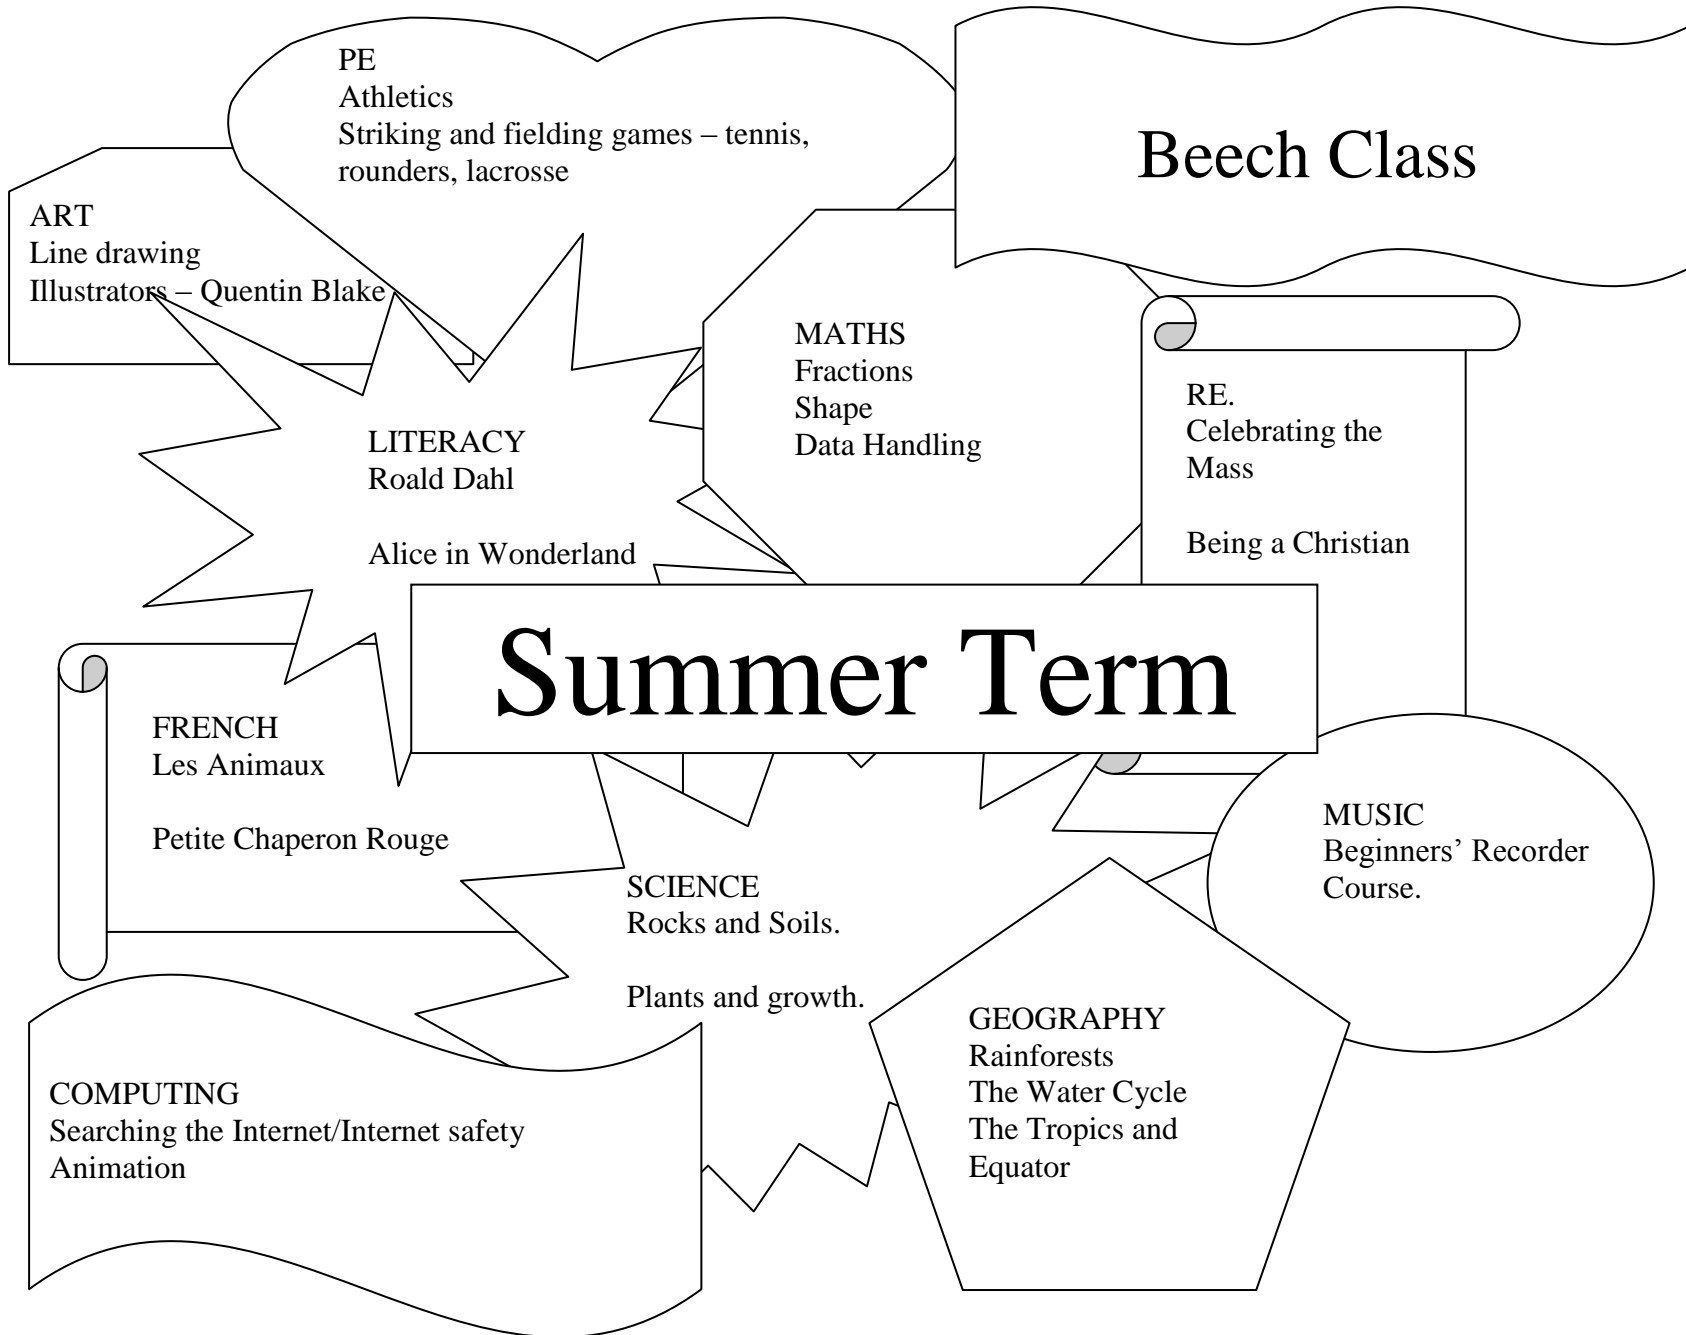 PE
Athletics
Striking and fielding games – tennis,
rounders, lacrosse
Beech Class
ART
Line drawing
Illustrators – Quentin Blake
MATHS
Fractions
Shape
Data Handling
RE.
Celebrating the
Mass
Being a Christian
LITERACY
Roald Dahl
Alice in Wonderland
Summer Term
FRENCH
Les Animaux
Petite Chaperon Rouge
SCIENCE
Rocks and Soils.
Plants and growth.
MUSIC
Beginners’ Recorder
Course.
GEOGRAPHY
Rainforests
The Water Cycle
The Tropics and
Equator
COMPUTING
Searching the Internet/Internet safety
Animation